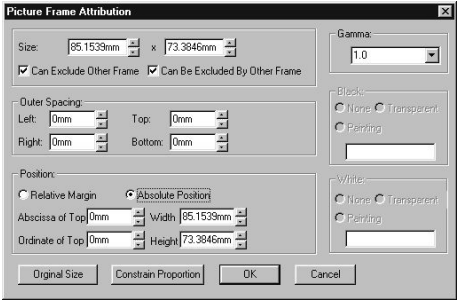 Picture Frame Attribution
Size: 85.1539mm x 73.3846mm
Can Exclude Other Frame Can Be Excluded By Other Frame
Outer Spacing:
Left: 0mm Top: 0mm
Right: 0mm Bottom: 0mm
Position:
Relative Margin Absolute Position
Abscissa of Top 0mm Width 85.1539mm
Ordinate of Top 0mm Height 73.3846mm
Gamma:
1.0
Black:
None Transparent
Painting
White:
None Transparent
Painting
Orginal Size Constrain Proportion OK Cancel